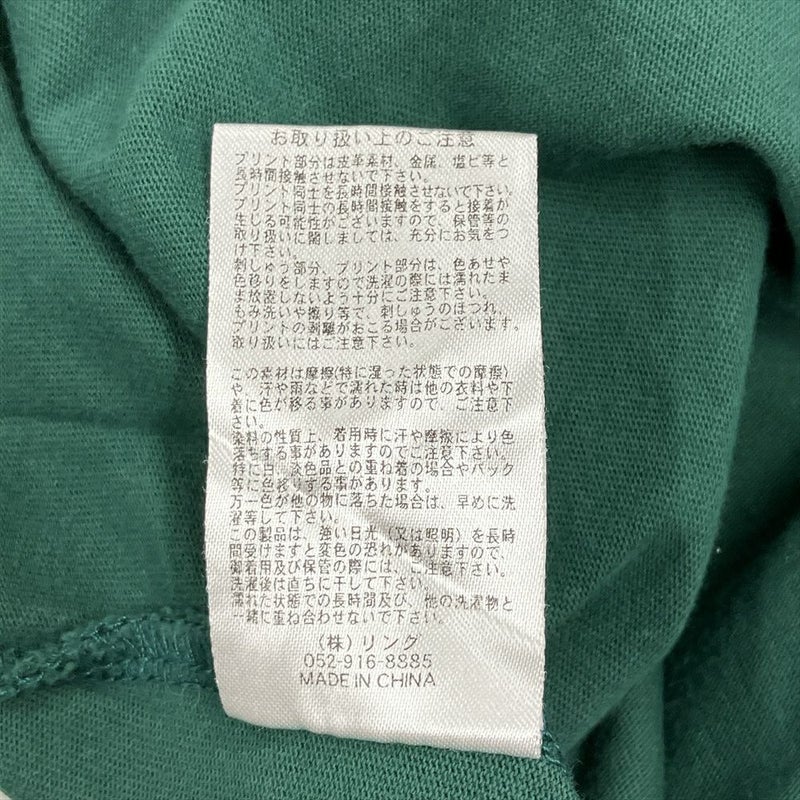 お取り扱い上のご注意
プリント部分は皮革素材、金属、塩ビ等と
長時間接触させないで下さい。
プリント同士を長時間接触させないで下さい。
プリント同士の長時間接触をすると接着が
生じる可能性がございますので、保管等の
取り扱いに関しましては、充分にお気をつ
け下さい。
刺しゅう部分、プリント部分は、色あせや
色移りをしますので洗濯の際には濡れたま
ま放置しないよう十分にご注意下さい。
もみ洗いや擦り等で、刺しゅうのほつれ、
プリントの剥離がおこる場合がございます。
取り扱いにはご注意下さい。
この素材は摩擦(特に湿った状態での摩擦)
や、汗や雨などで濡れた時は他の衣料や下
着に色が移る事がありますので、ご注意下
さい。
染料の性質上、着用時に汗や摩擦により色
落ちする事がありますのでご注意下さい。
特に白、淡色品との重ね着の場合やバック
等に色移りする事があります。
万一色が他の物に落ちた場合は、早めに洗
濯等して下さい。
この製品は、強い日光(又は照明)を長時
間受けますと変色の恐れがありますので、
御着用及び保管の際には、ご注意下さい。
洗濯後は直ちに干して下さい。
濡れた状態での長時間及び、他の洗濯物と
一緒に重ね合わせないで下さい。
(株)リング
052-916-8885
MADE IN CHINA